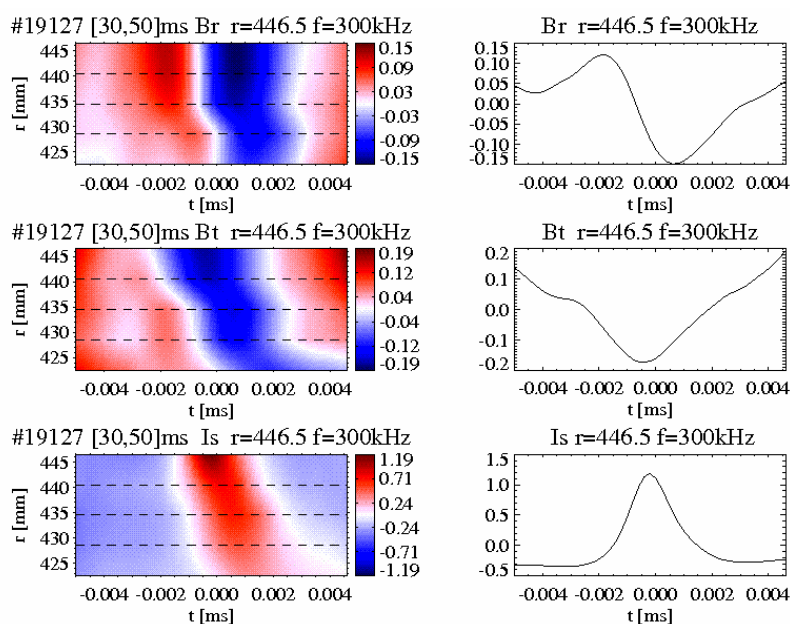 #19127 [30,50]ms Br r=446.5 f=300kHz
445
440
435
430
425
r [mm]
0.15
0.09
0.03
-0.03
-0.09
-0.15
-0.004 -0.002 0.000 0.002 0.004
t [ms]
Br r=446.5 f=300kHz
0.15
0.10
0.05
0.00
-0.05
-0.10
-0.15
-0.004 -0.002 0.000 0.002 0.004
t [ms]
#19127 [30,50]ms Bt r=446.5 f=300kHz
445
440
435
430
425
r [mm]
0.19
0.12
0.04
-0.04
-0.12
-0.19
-0.004 -0.002 0.000 0.002 0.004
t [ms]
Bt r=446.5 f=300kHz
0.2
0.1
0.0
-0.1
-0.2
-0.004 -0.002 0.000 0.002 0.004
t [ms]
#19127 [30,50]ms Is r=446.5 f=300kHz
445
440
435
430
425
r [mm]
1.19
0.71
0.24
-0.24
-0.71
-1.19
-0.004 -0.002 0.000 0.002 0.004
t [ms]
Is r=446.5 f=300kHz
1.5
1.0
0.5
0.0
-0.5
-0.004 -0.002 0.000 0.002 0.004
t [ms]